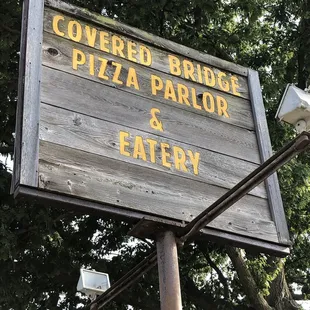 COVERED BRIDGE
PIZZA PARLOR
&
EATERY